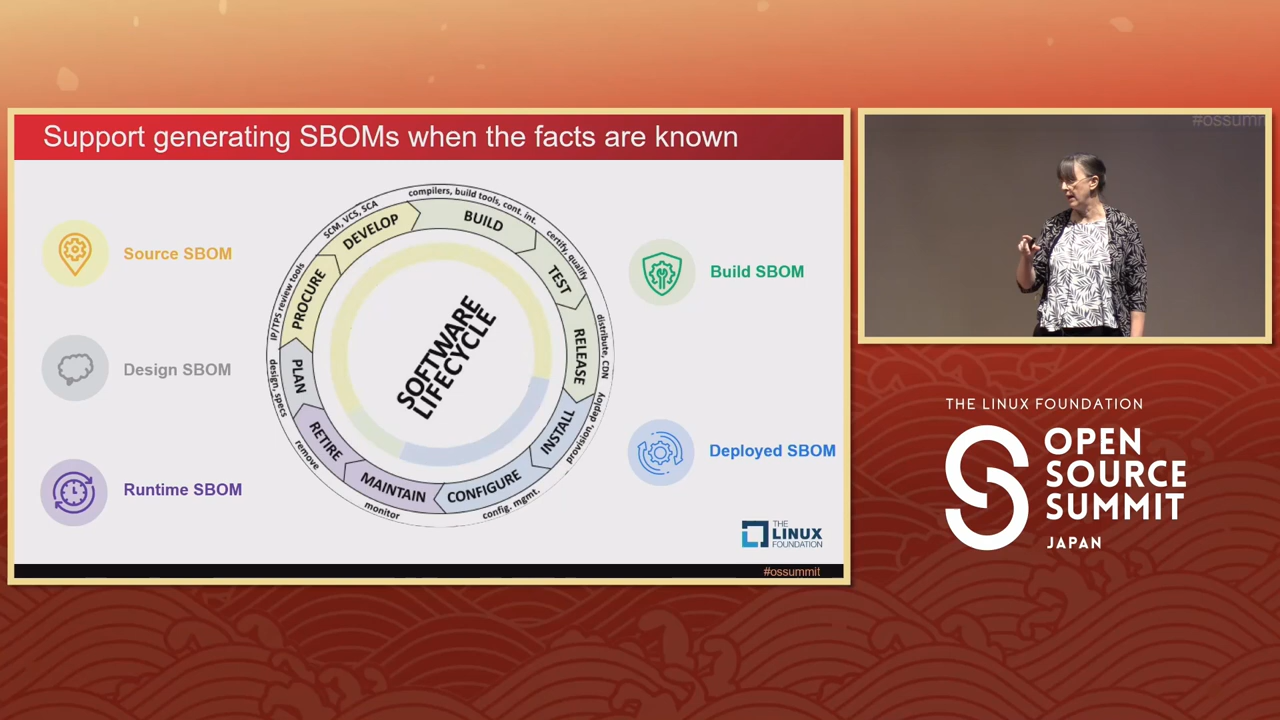 Support generating SBOMs when the facts are known
Source SBOM
Design SBOM
Runtime SBOM
compilers, build tools, cont. int.
certify, quality
distribute, CDN
provision, deploy
config. mgmt.
monitor
remove
design, specs
IP/TPS review tools
SCM, VCS, SCA
BUILD
TEST
RELEASE
INSTALL
CONFIGURE
MAINTAIN
RETIRE
PLAN
PROCURE
DEVELOP
SOFTWARE
LIFECYCLE
Build SBOM
Deployed SBOM
THE
LINUX
FOUNDATION
#ossummit
#ossumm
THE LINUX FOUNDATION
OPEN
SOURCE
SUMMIT
JAPAN